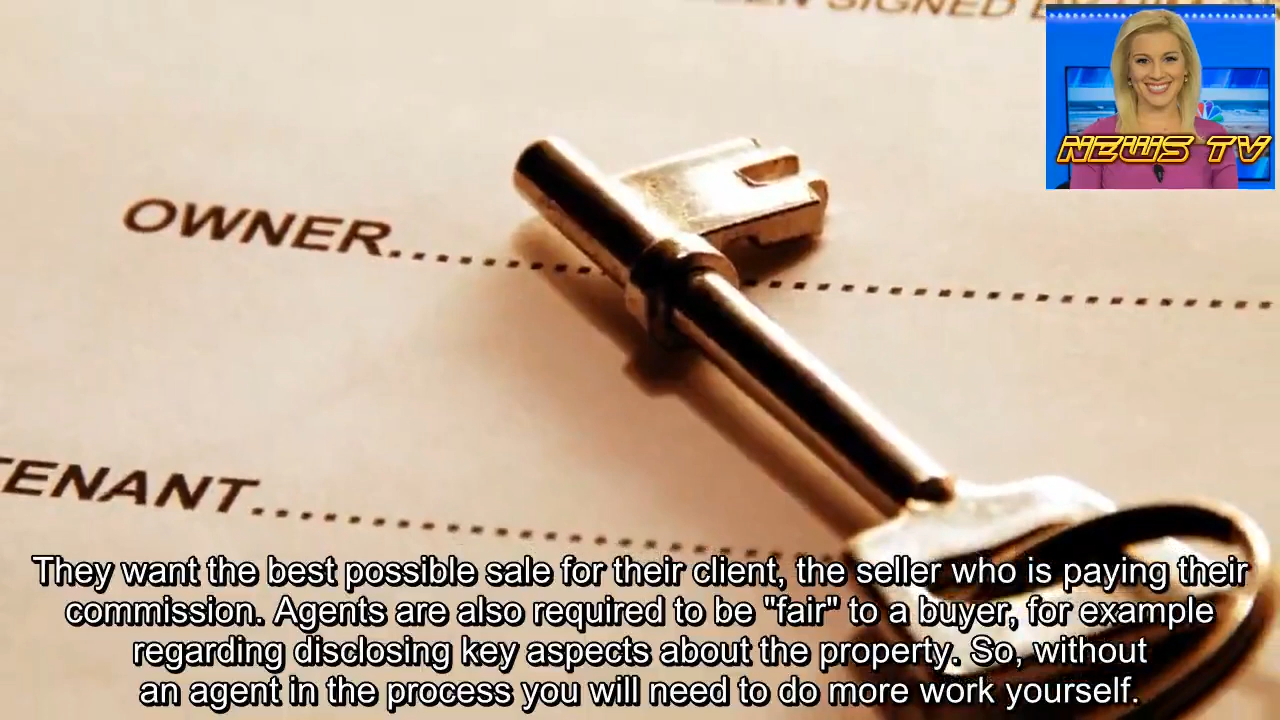 SIGNED
NEWS TV
OWNER
TENANT
They want the best possible sale for their client, the seller who is paying their
commission. Agents are also required to be "fair" to a buyer, for example
regarding disclosing key aspects about the property. So, without
an agent in the process you will need to do more work yourself.